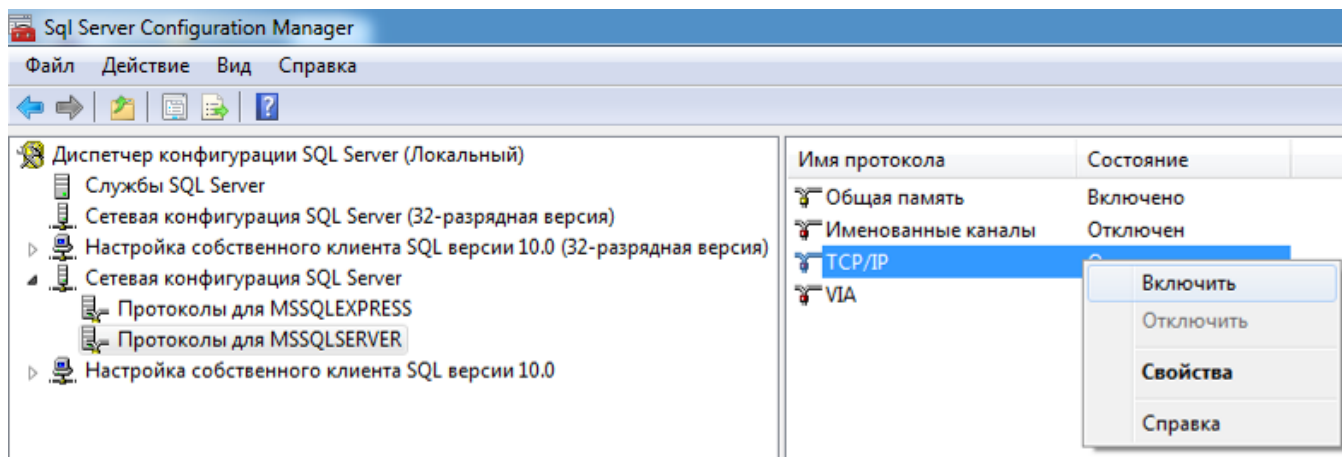 Sql Server Configuration Manager
Файл Действие Вид Справка
Диспетчер конфигурации SQL Server (Локальный)
Службы SQL Server
Сетевая конфигурация SQL Server (32-разрядная версия)
Настройка собственного клиента SQL версии 10.0 (32-разрядная версия)
Сетевая конфигурация SQL Server
Протоколы для MSSQLEXPRESS
Протоколы для MSSQLSERVER
Настройка собственного клиента SQL версии 10.0
Имя протокола Состояние
Общая память Включено
Именованные каналы Отключен
TCP/IP
VIA
Включить
Отключить
Свойства
Справка